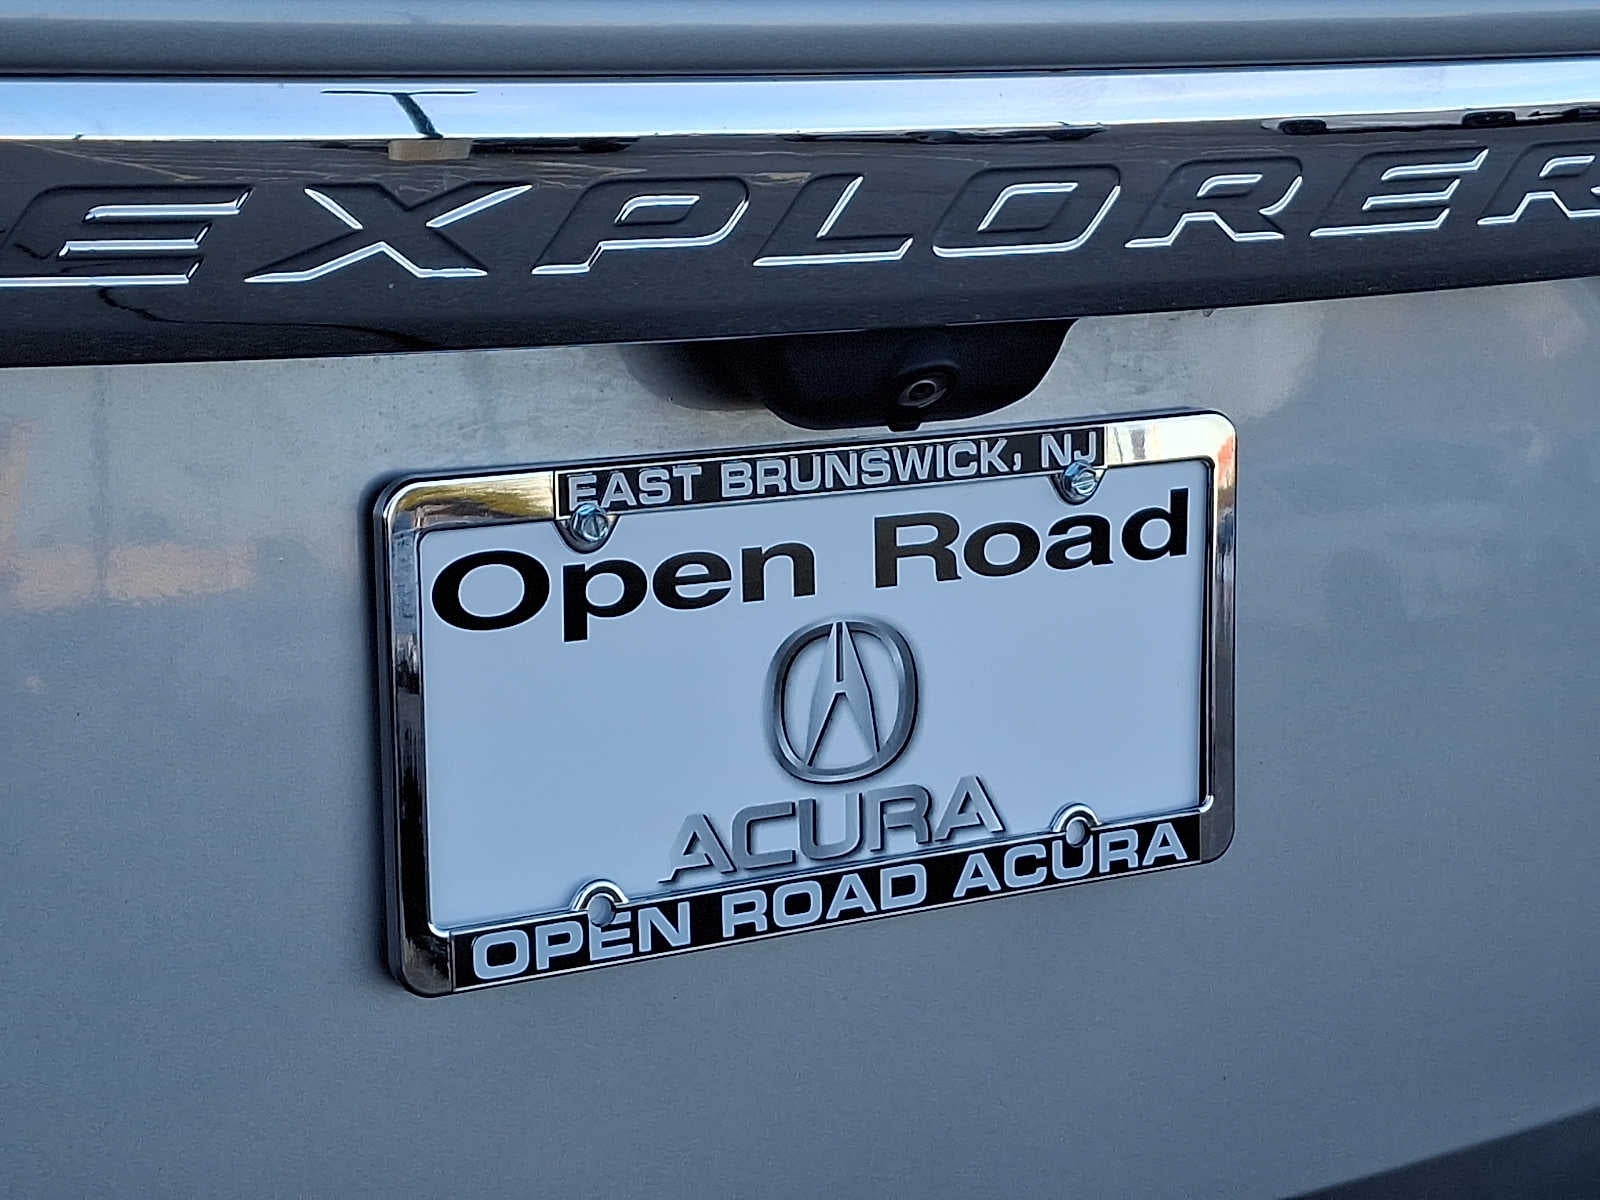 EXPLORER
EAST BRUNSWICK, NJ
Open Road
ACURA
OPEN ROAD ACURA